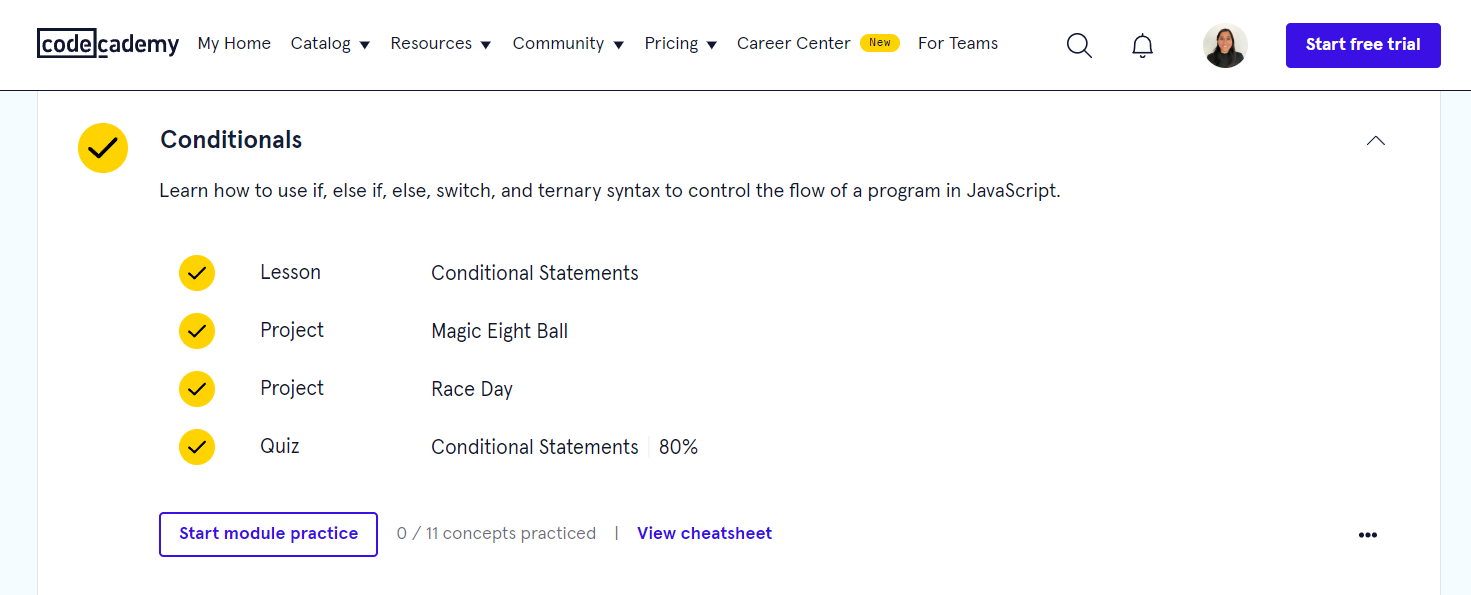 codecademy My Home Catalog Resources Community Pricing Career Center New For Teams Start free trial
Conditionals
Learn how to use if, else if, else, switch, and ternary syntax to control the flow of a program in JavaScript.
Lesson Conditional Statements
Project Magic Eight Ball
Project Race Day
Quiz Conditional Statements 80%
Start module practice 0 / 11 concepts practiced | View cheatsheet